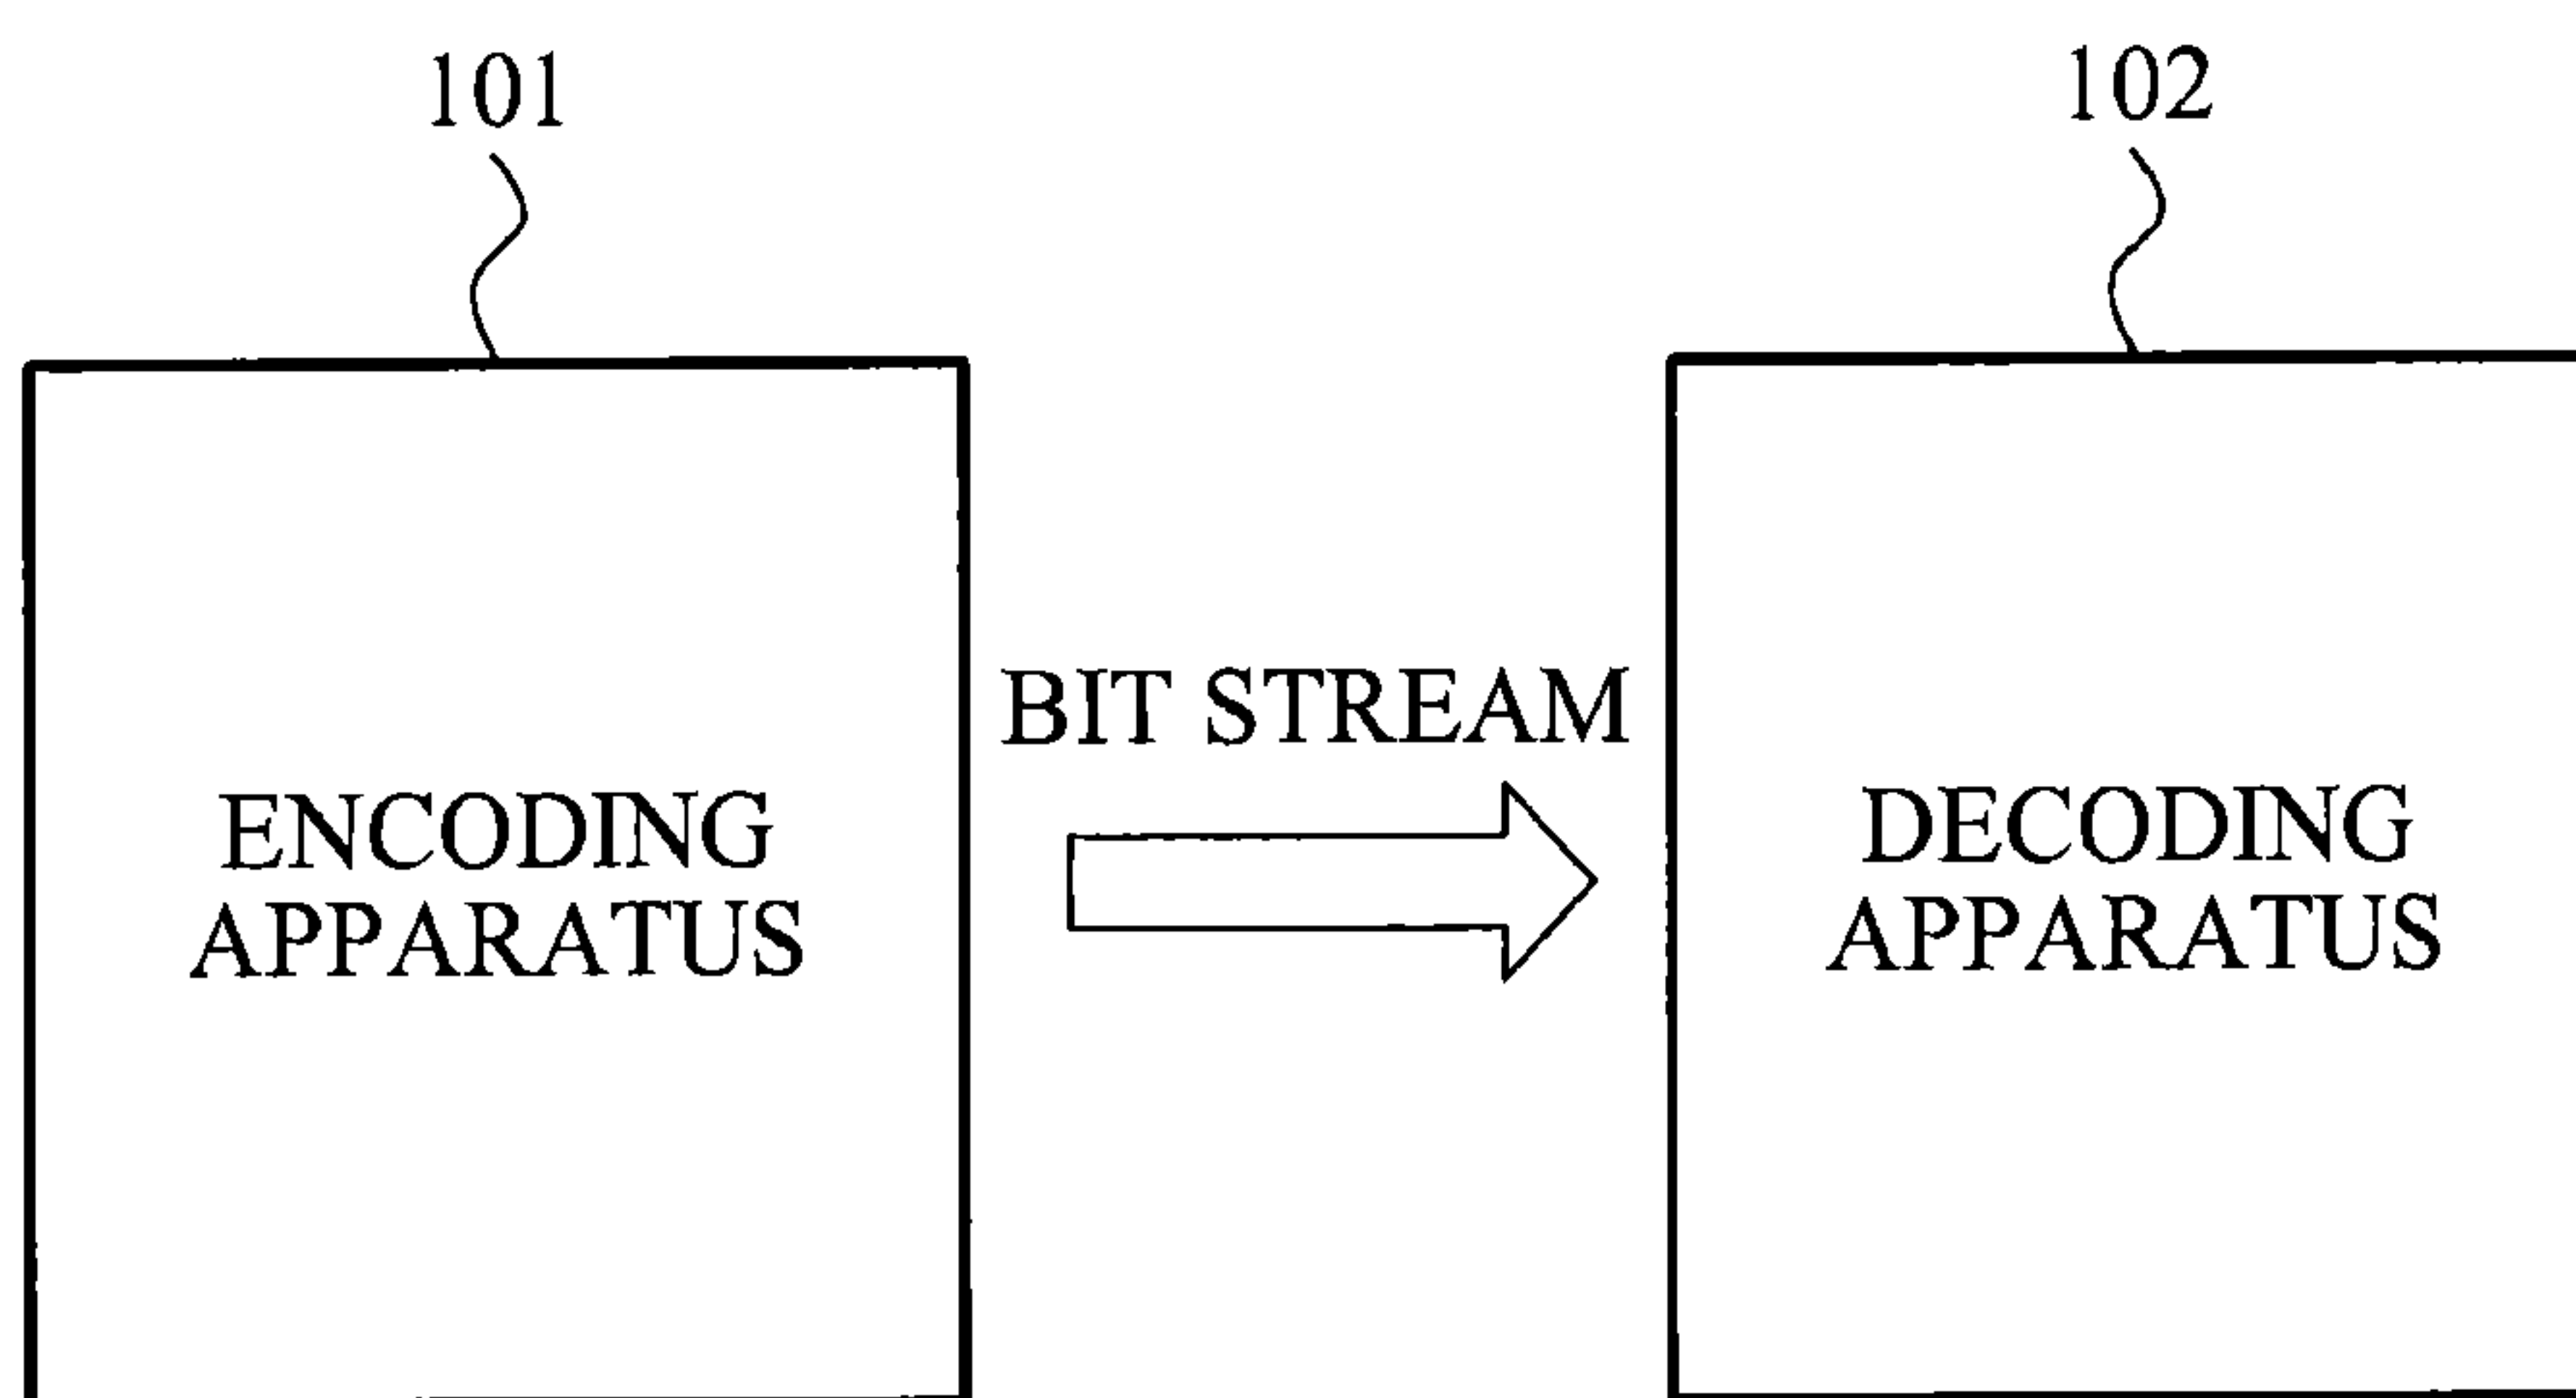 101
102
BIT STREAM
ENCODING
APPARATUS
DECODING
APPARATUS